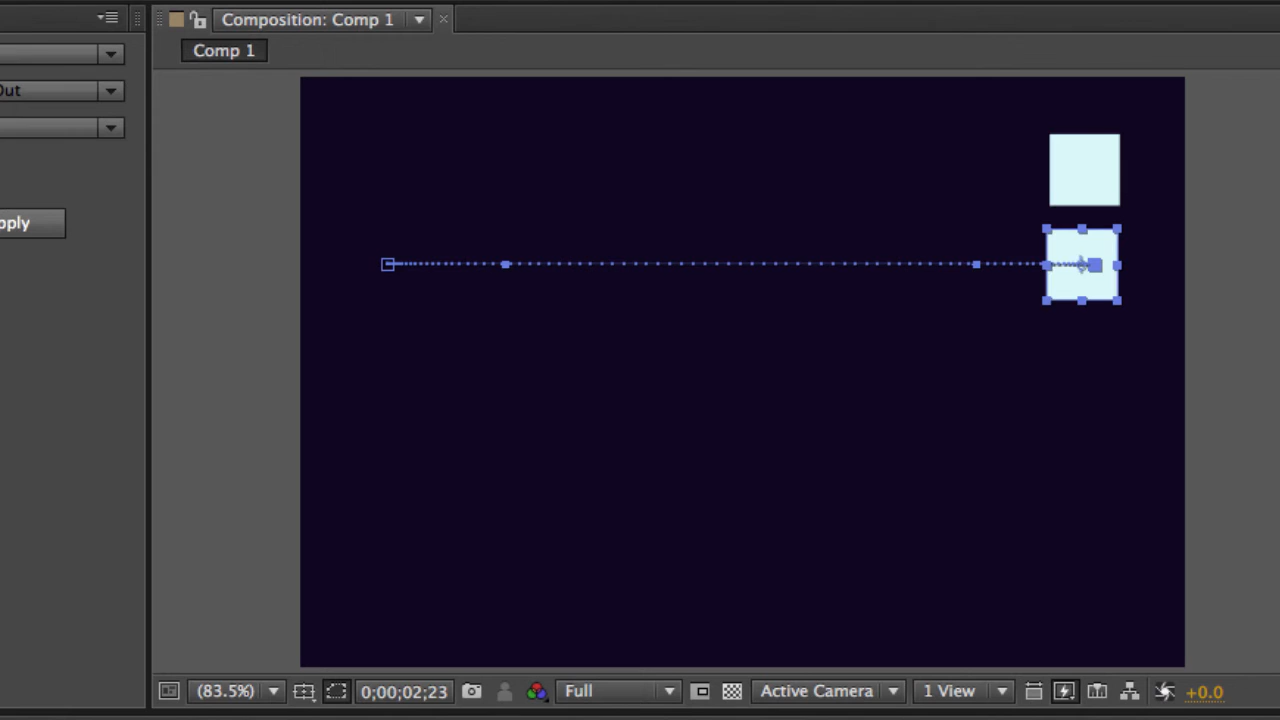 Composition: Comp 1
Comp 1
Out
pply
(83.5%)
0;00;02;23
Full
Active Camera
1 View
+0.0